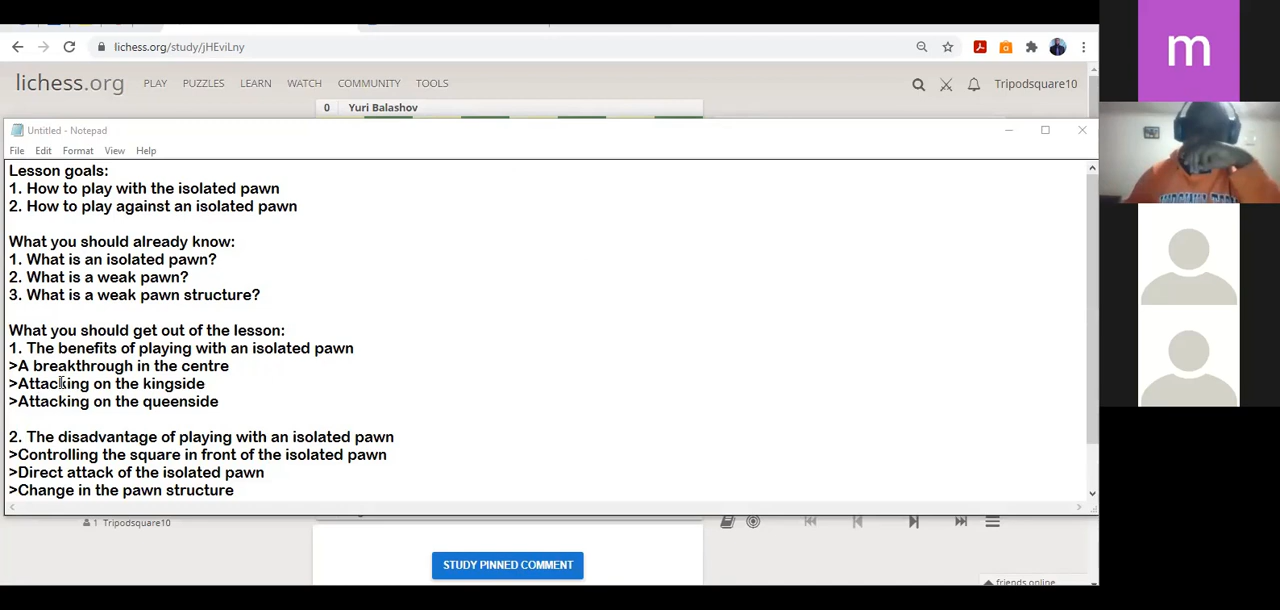 lichess.org/study/jHEviLny
lichess.org PLAY PUZZLES LEARN WATCH COMMUNITY TOOLS Tripodsquare10
0 Yuri Balashov
Untitled - Notepad
File Edit Format View Help
Lesson goals:
1. How to play with the isolated pawn
2. How to play against an isolated pawn
What you should already know:
1. What is an isolated pawn?
2. What is a weak pawn?
3. What is a weak pawn structure?
What you should get out of the lesson:
1. The benefits of playing with an isolated pawn
>A breakthrough in the centre
>Attacking on the kingside
>Attacking on the queenside
2. The disadvantage of playing with an isolated pawn
>Controlling the square in front of the isolated pawn
>Direct attack of the isolated pawn
>Change in the pawn structure
1 Tripodsquare10
STUDY PINNED COMMENT
friends online
m